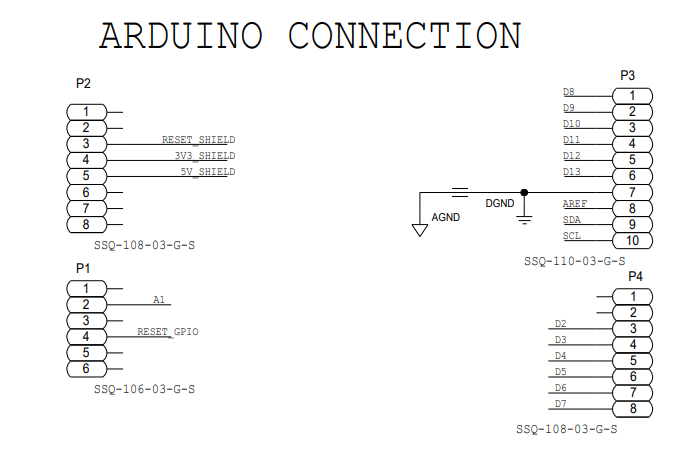 ARDUINO CONNECTION
P2
1
2
3 RESET_SHIELD
4 3V3_SHIELD
5 5V_SHIELD
6
7
8
SSQ-108-03-G-S
P1
1
2 A1
3
4 RESET_GPIO
5
6
SSQ-106-03-G-S
P3
D8 1
D9 2
D10 3
D11 4
D12 5
D13 6
AGND DGND 7
AREF 8
SDA 9
SCL 10
SSQ-110-03-G-S
P4
1
2
D2 3
D3 4
D4 5
D5 6
D6 7
D7 8
SSQ-108-03-G-S